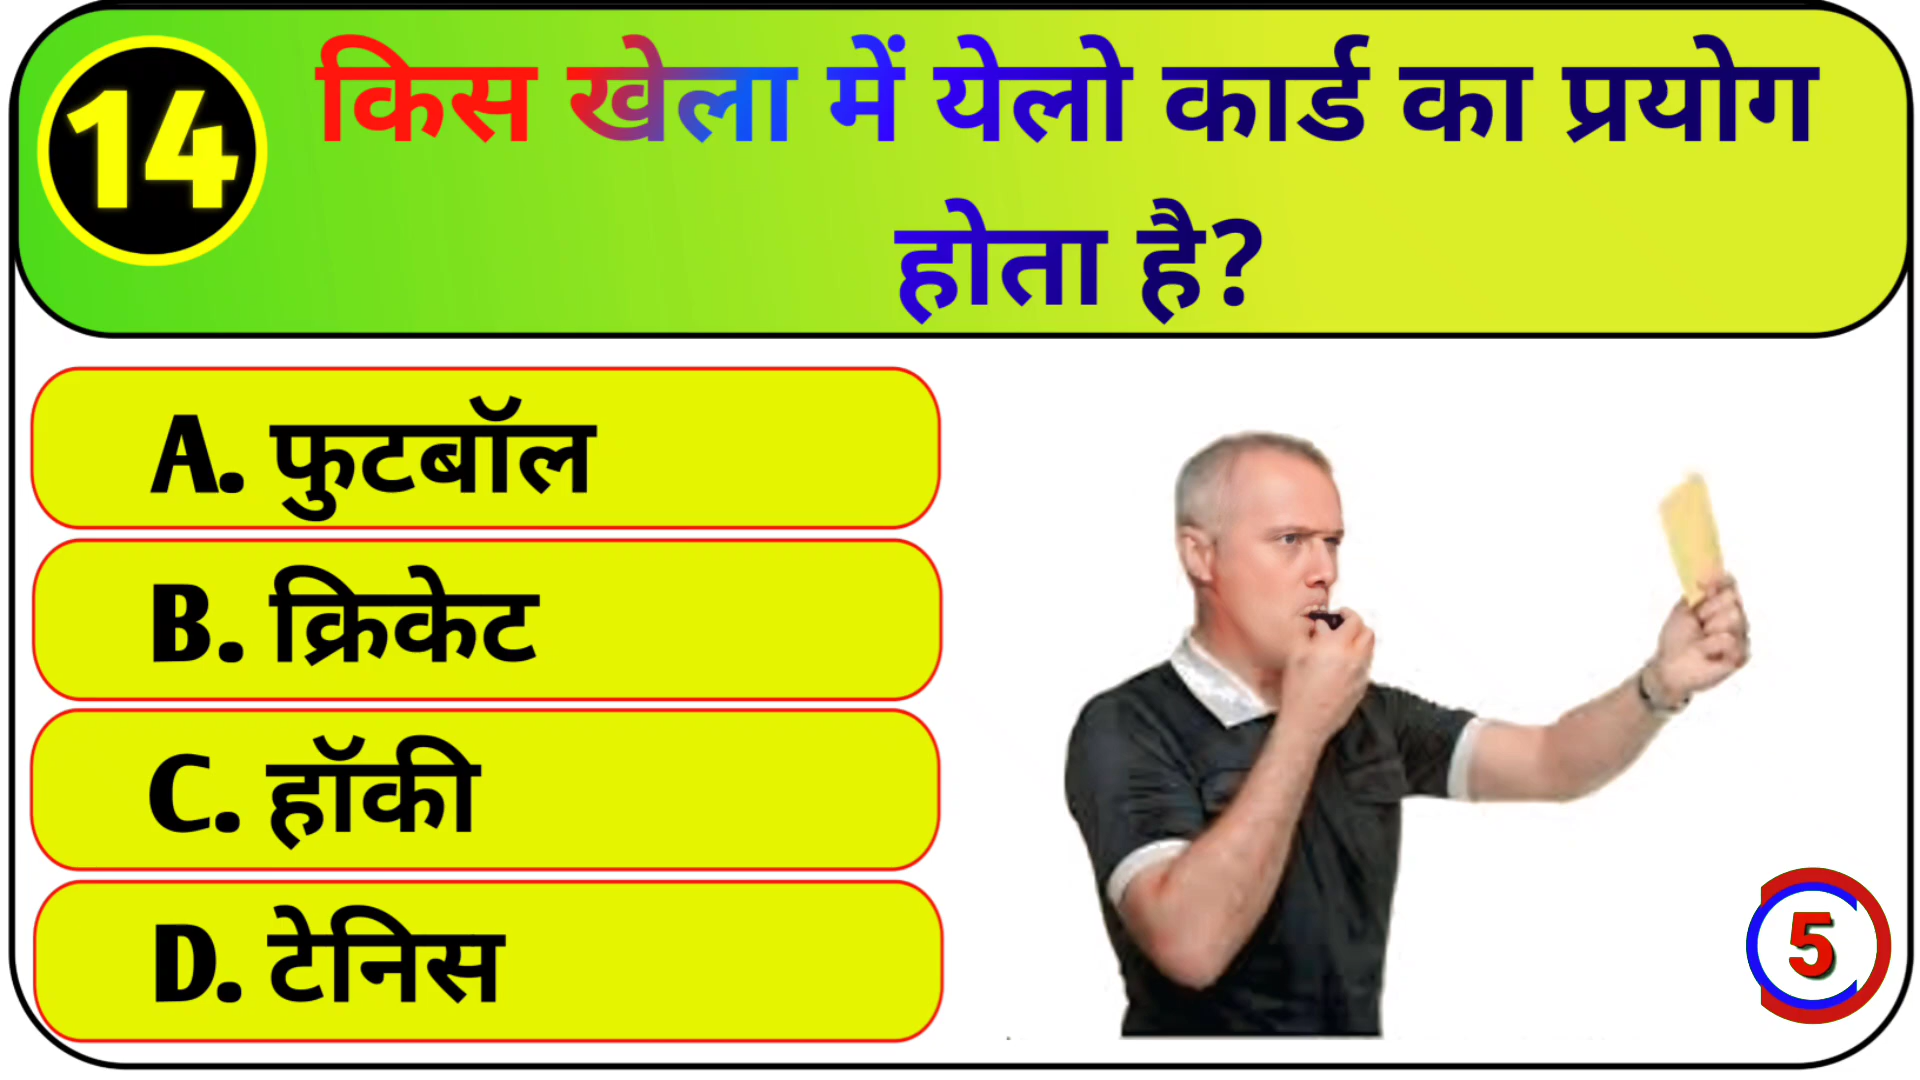 14
किस खेला में येलो कार्ड का प्रयोग
होता है?
A. फुटबॉल
B. क्रिकेट
C. हॉकी
D. टेनिस
5